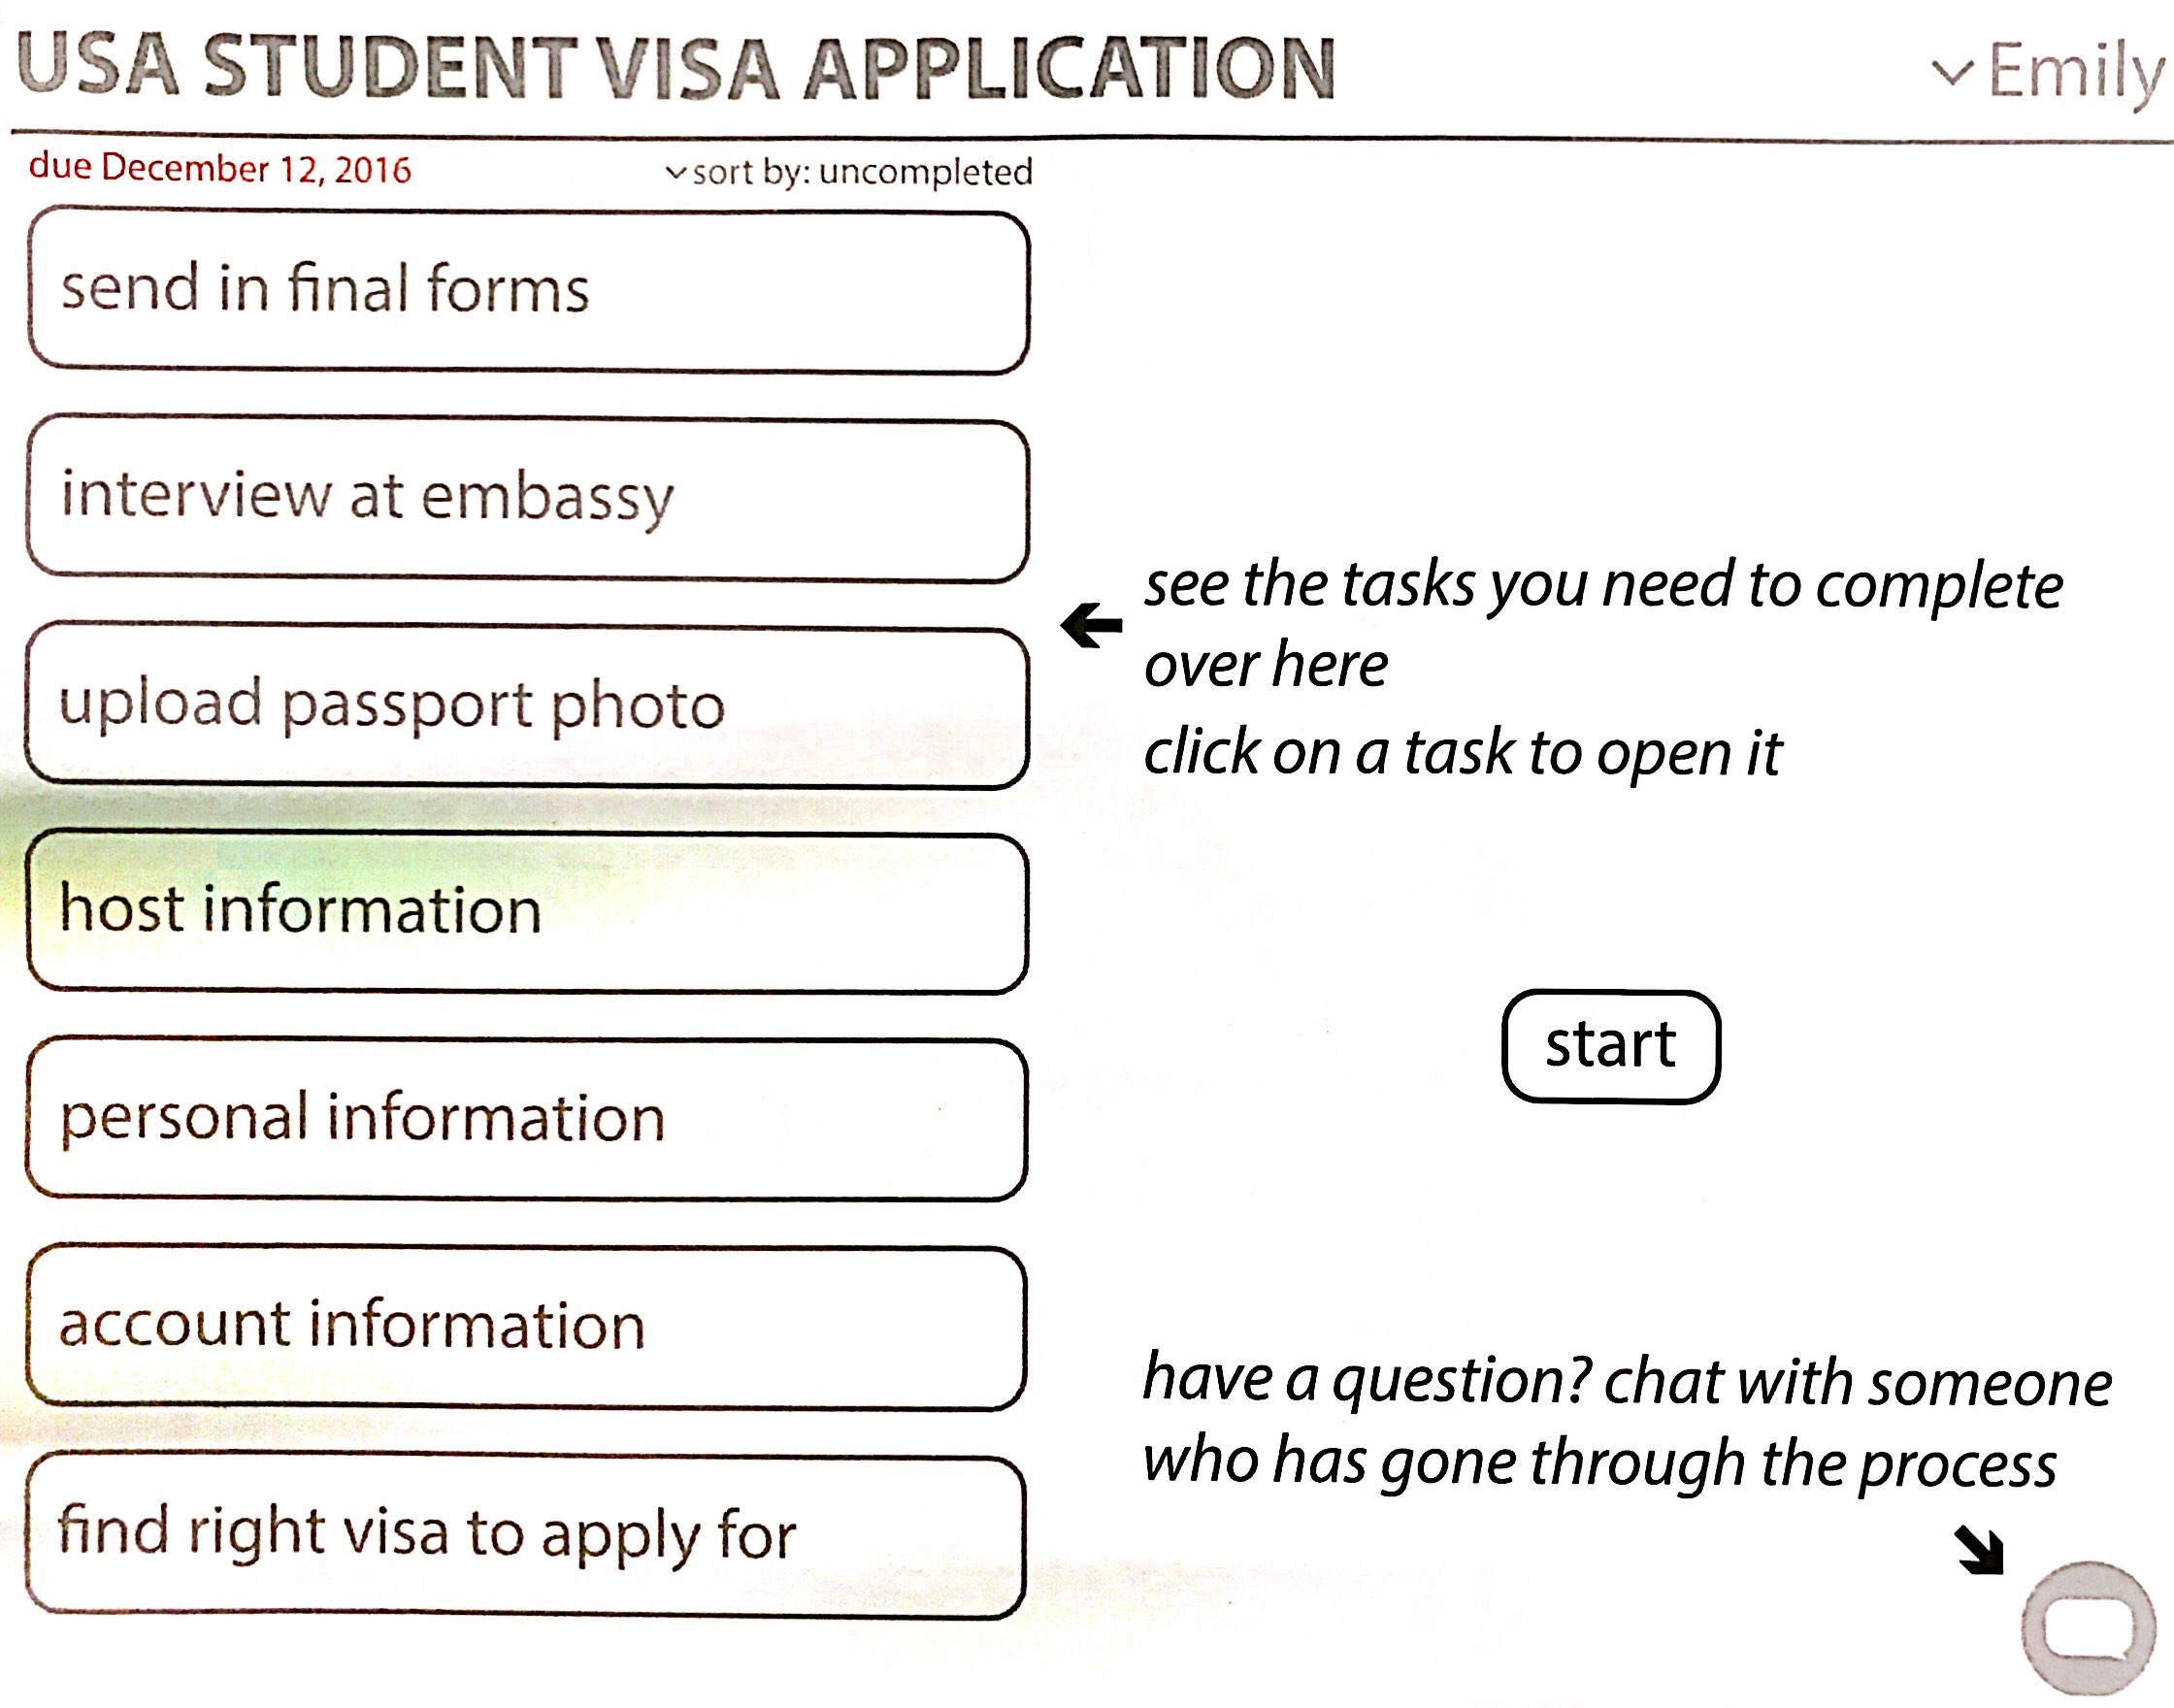 USA STUDENT VISA APPLICATION
Emily
due December 12, 2016
sort by: uncompleted
send in final forms
interview at embassy
upload passport photo
host information
personal information
account information
find right visa to apply for
see the tasks you need to complete
over here
click on a task to open it
start
have a question? chat with someone
who has gone through the process